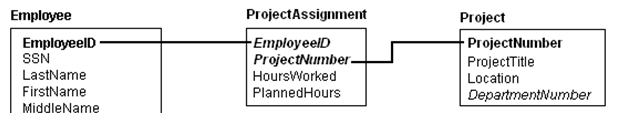 Employee
EmployeeID
SSN
LastName
FirstName
MiddleName
ProjectAssignment
EmployeeID
ProjectNumber
HoursWorked
PlannedHours
Project
ProjectNumber
ProjectTitle
Location
DepartmentNumber